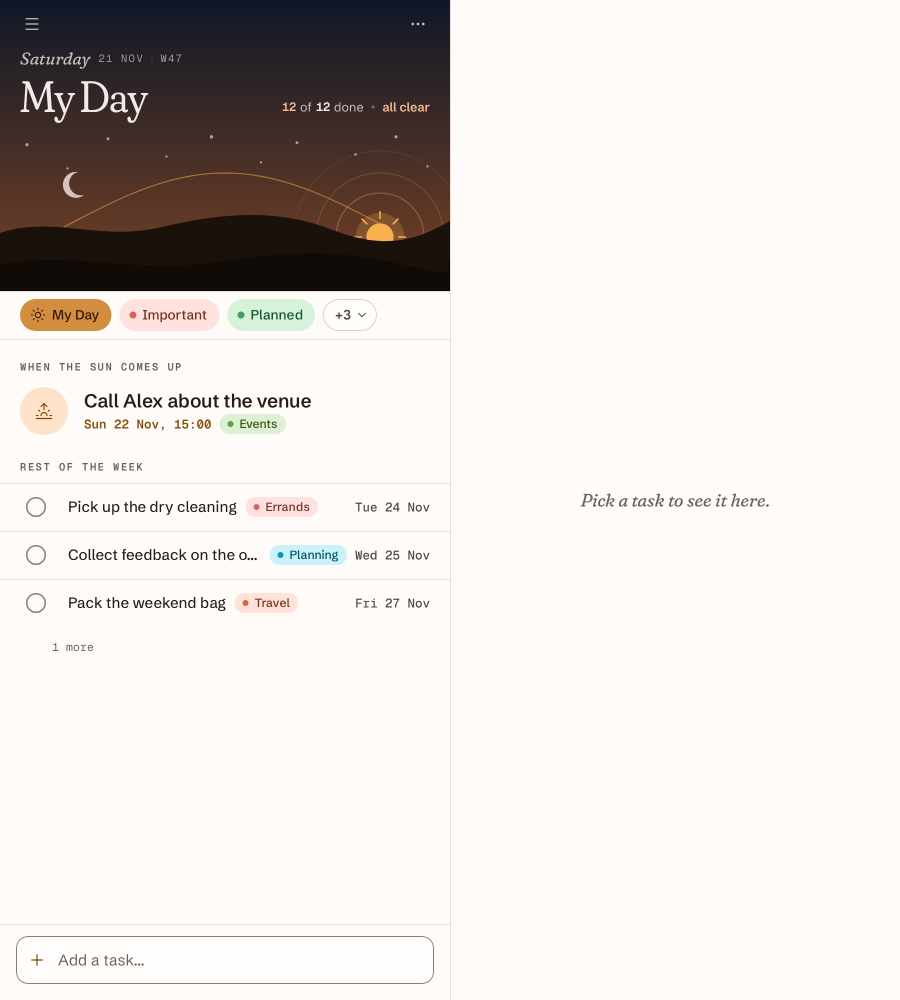 Saturday 21 NOV W47
My Day
12 of 12 done • all clear
My Day
Important
Planned
+3
WHEN THE SUN COMES UP
Call Alex about the venue
Sun 22 Nov, 15:00
Events
REST OF THE WEEK
Pick up the dry cleaning
Errands
Tue 24 Nov
Collect feedback on the o…
Planning
Wed 25 Nov
Pack the weekend bag
Travel
Fri 27 Nov
1 more
Add a task…
Pick a task to see it here.